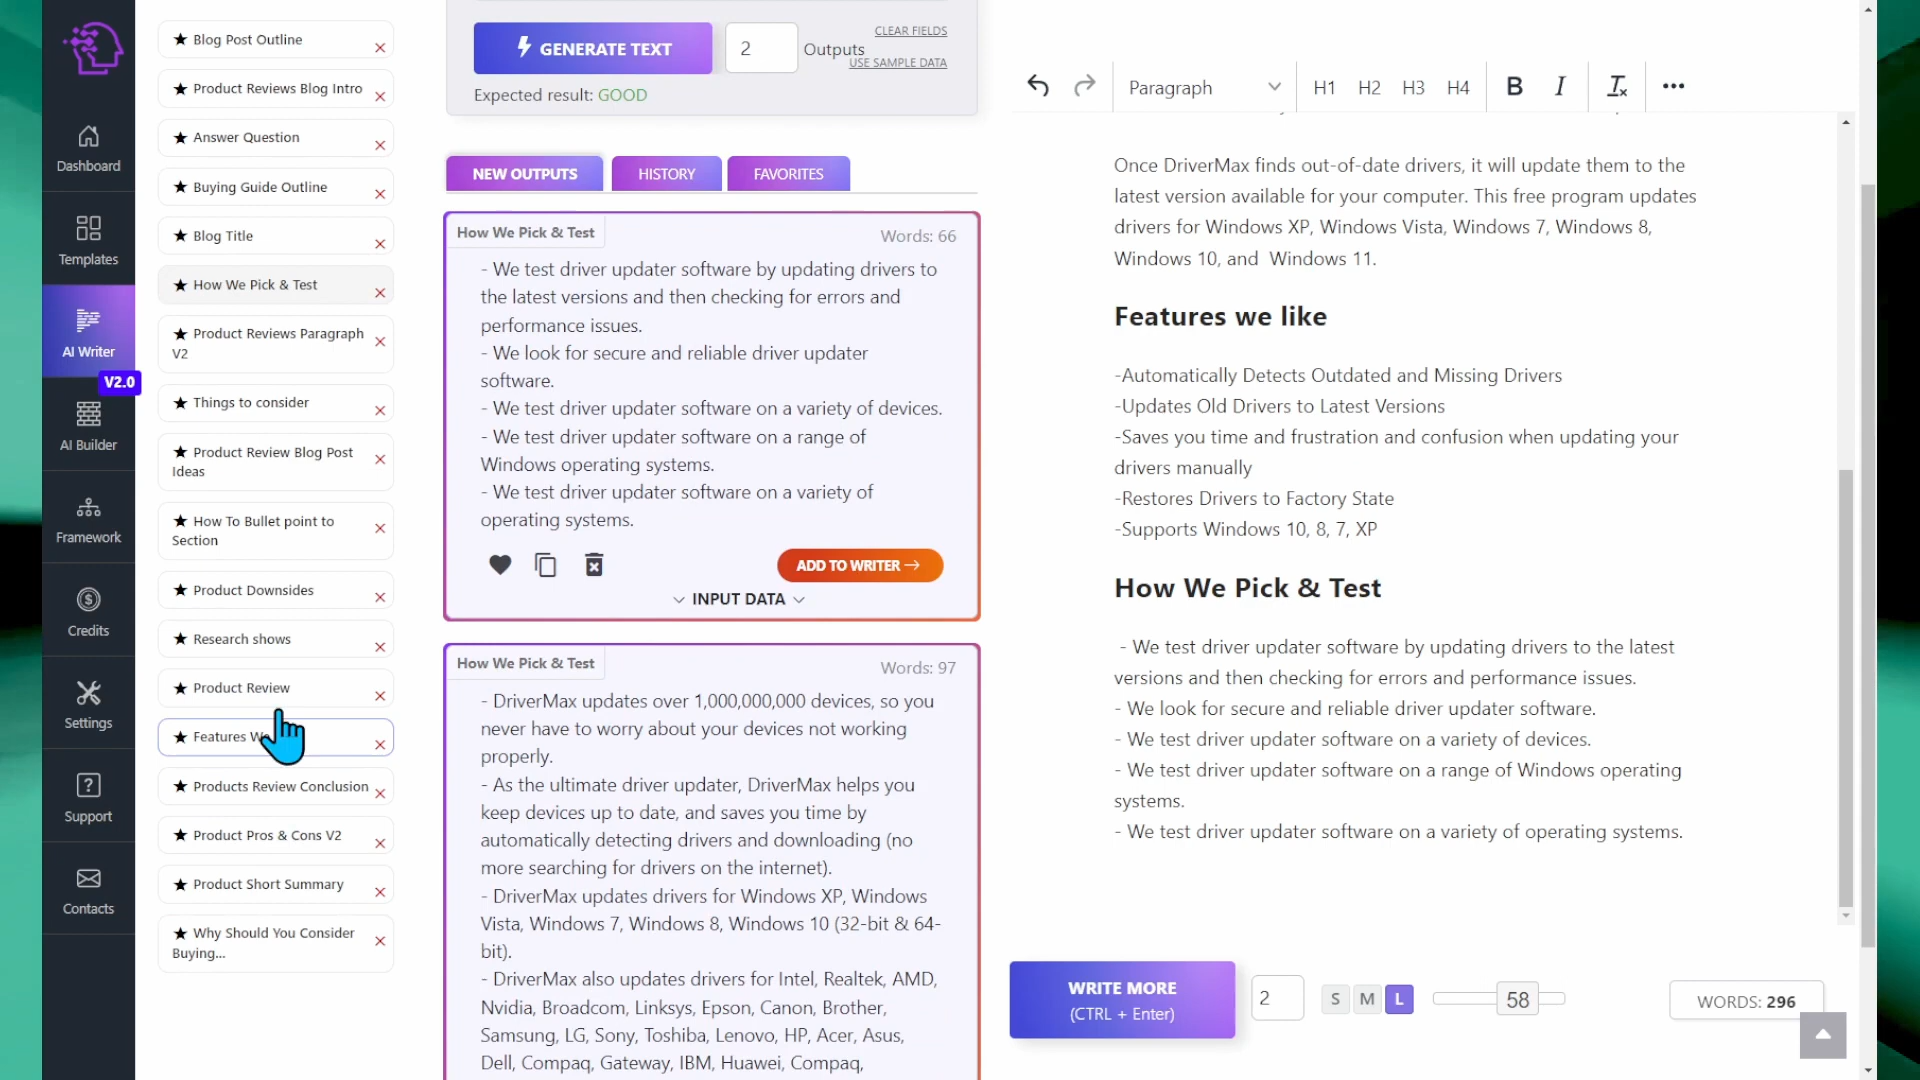 Dashboard
Templates
AI Writer
V2.0
AI Builder
Framework
Credits
Settings
Support
Contacts
★ Blog Post Outline
★ Product Reviews Blog Intro
★ Answer Question
★ Buying Guide Outline
★ Blog Title
★ How We Pick & Test
★ Product Reviews Paragraph
V2
★ Things to consider
★ Product Review Blog Post
Ideas
★ How To Bullet point to
Section
★ Product Downsides
★ Research shows
★ Product Review
★ Features
★ Products Review Conclusion
★ Product Pros & Cons V2
★ Product Short Summary
★ Why Should You Consider
Buying...
GENERATE TEXT
2
Outputs
CLEAR FIELDS
USE SAMPLE DATA
Expected result: GOOD
NEW OUTPUTS
HISTORY
FAVORITES
How We Pick & Test
Words: 66
- We test driver updater software by updating drivers to
the latest versions and then checking for errors and
performance issues.
- We look for secure and reliable driver updater
software.
- We test driver updater software on a variety of devices.
- We test driver updater software on a range of
Windows operating systems.
- We test driver updater software on a variety of
operating systems.
ADD TO WRITER →
INPUT DATA
How We Pick & Test
Words: 97
- DriverMax updates over 1,000,000,000 devices, so you
never have to worry about your devices not working
properly.
- As the ultimate driver updater, DriverMax helps you
keep devices up to date, and saves you time by
automatically detecting drivers and downloading (no
more searching for drivers on the internet).
- DriverMax updates drivers for Windows XP, Windows
Vista, Windows 7, Windows 8, Windows 10 (32-bit & 64-
bit).
- DriverMax also updates drivers for Intel, Realtek, AMD,
Nvidia, Broadcom, Linksys, Epson, Canon, Brother,
Samsung, LG, Sony, Toshiba, Lenovo, HP, Acer, Asus,
Dell, Compaq, Gateway, IBM, Huawei, Compaq,
Paragraph
H1
H2
H3
H4
B
I
Once DriverMax finds out-of-date drivers, it will update them to the
latest version available for your computer. This free program updates
drivers for Windows XP, Windows Vista, Windows 7, Windows 8,
Windows 10, and Windows 11.
Features we like
-Automatically Detects Outdated and Missing Drivers
-Updates Old Drivers to Latest Versions
-Saves you time and frustration and confusion when updating your
drivers manually
-Restores Drivers to Factory State
-Supports Windows 10, 8, 7, XP
How We Pick & Test
- We test driver updater software by updating drivers to the latest
versions and then checking for errors and performance issues.
- We look for secure and reliable driver updater software.
- We test driver updater software on a variety of devices.
- We test driver updater software on a range of Windows operating
systems.
- We test driver updater software on a variety of operating systems.
WRITE MORE
(CTRL + Enter)
2
S
M
L
58
WORDS: 296